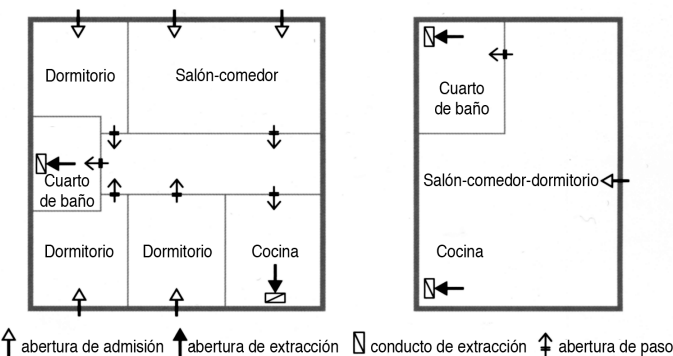 Dormitorio
Salón-comedor
Cuarto
de baño
Dormitorio
Dormitorio
Cocina
Cuarto
de baño
Salón-comedor-dormitorio
Cocina
abertura de admisión
abertura de extracción
conducto de extracción
abertura de paso